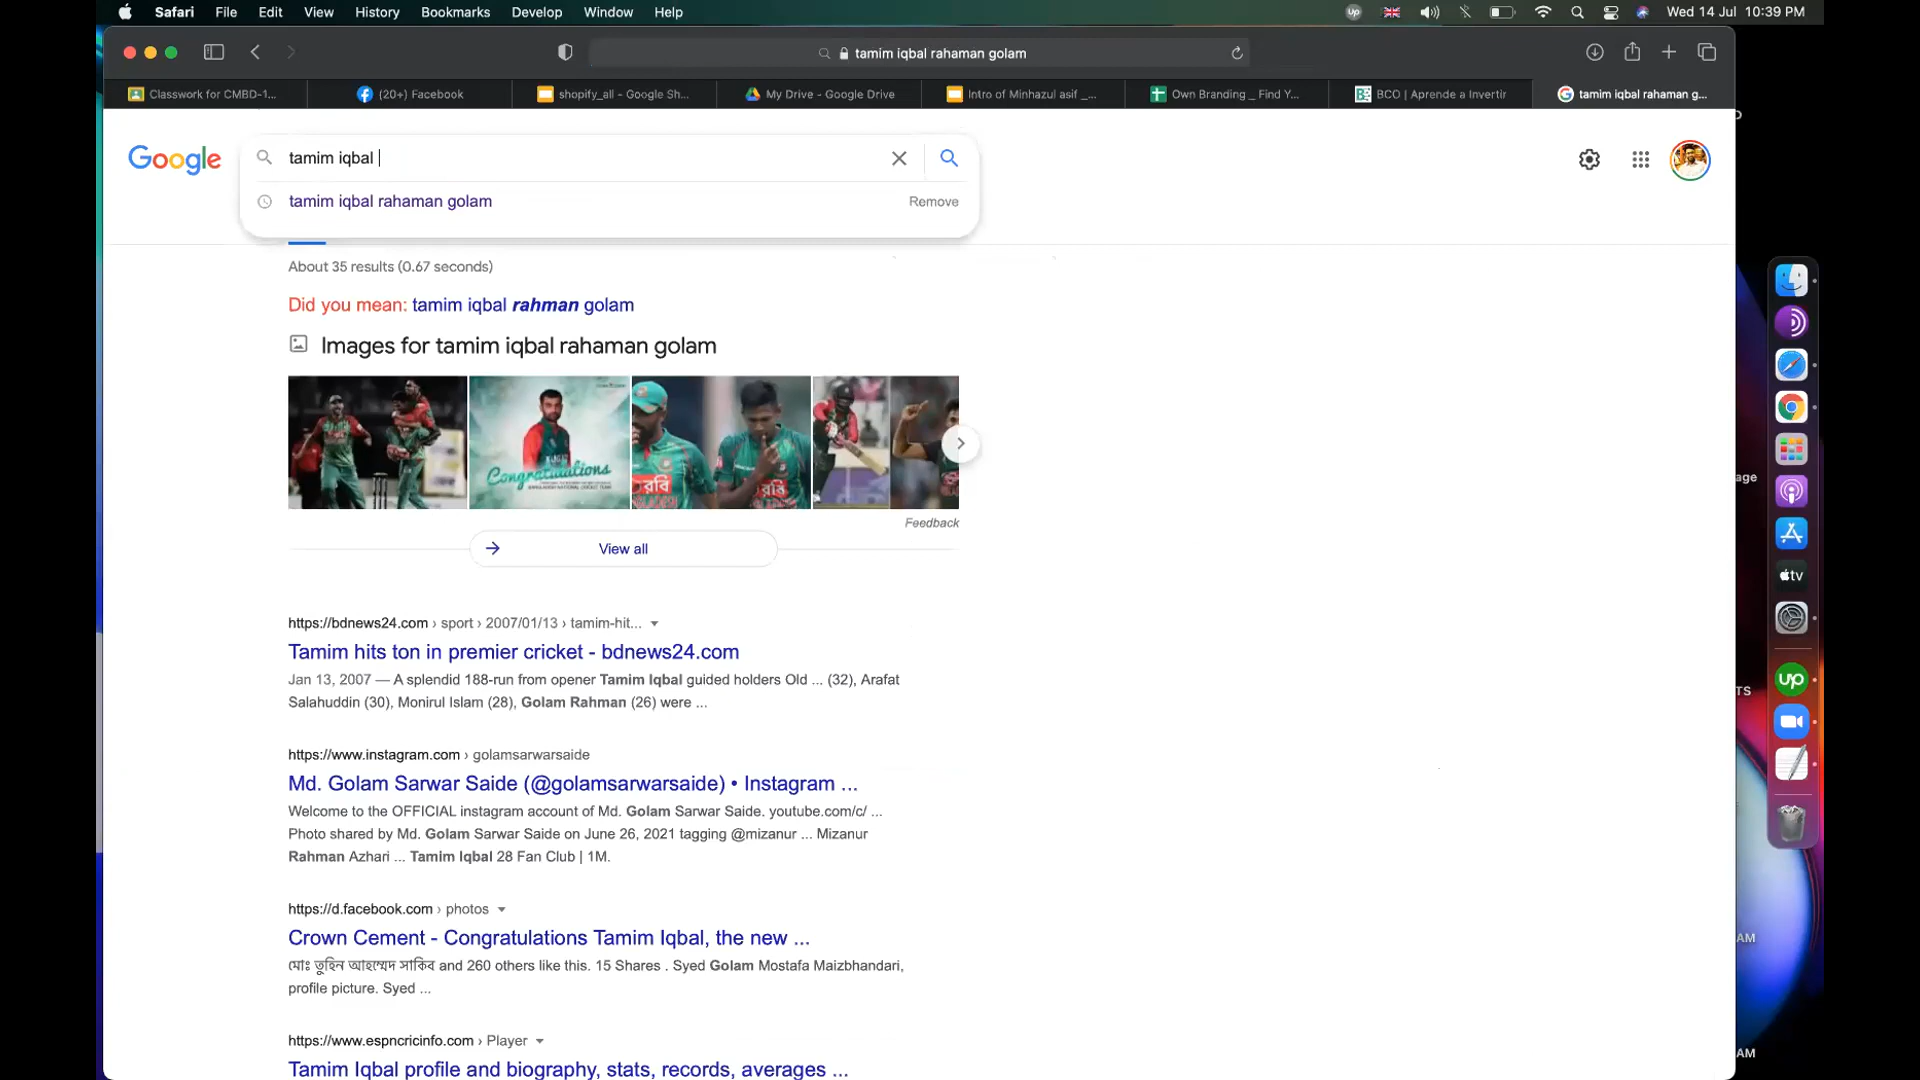 Safari File Edit View History Bookmarks Develop Window Help
up Wed 14 Jul 10:39 PM
tamim iqbal rahaman golam
Classwork for CMBD-1... (20+) Facebook shopify_all - Google Sh... My Drive - Google Drive Intro of Minhazul asif _... Own Branding _ Find Y... BCO | Aprende a Invertir tamim iqbal rahaman g...
Google
tamim iqbal
tamim iqbal rahaman golam Remove
About 35 results (0.67 seconds)
Did you mean: tamim iqbal rahman golam
Images for tamim iqbal rahaman golam
Congratulations
রবি
রবি
Feedback
View all
https://bdnews24.com › sport › 2007/01/13 › tamim-hit...
Tamim hits ton in premier cricket - bdnews24.com
Jan 13, 2007 — A splendid 188-run from opener Tamim Iqbal guided holders Old ... (32), Arafat
Salahuddin (30), Monirul Islam (28), Golam Rahman (26) were ...
https://www.instagram.com › golamsarwarsaide
Md. Golam Sarwar Saide (@golamsarwarsaide) • Instagram ...
Welcome to the OFFICIAL instagram account of Md. Golam Sarwar Saide. youtube.com/c/ ...
Photo shared by Md. Golam Sarwar Saide on June 26, 2021 tagging @mizanur ... Mizanur
Rahman Azhari ... Tamim Iqbal 28 Fan Club | 1M.
https://d.facebook.com › photos
Crown Cement - Congratulations Tamim Iqbal, the new ...
মোঃ তুহিন আহম্মেদ সাকিব and 260 others like this. 15 Shares . Syed Golam Mostafa Maizbhandari,
profile picture. Syed ...
https://www.espncricinfo.com › Player
Tamim Iqbal profile and biography, stats, records, averages ...
age
tv
up
TS
AM
AM